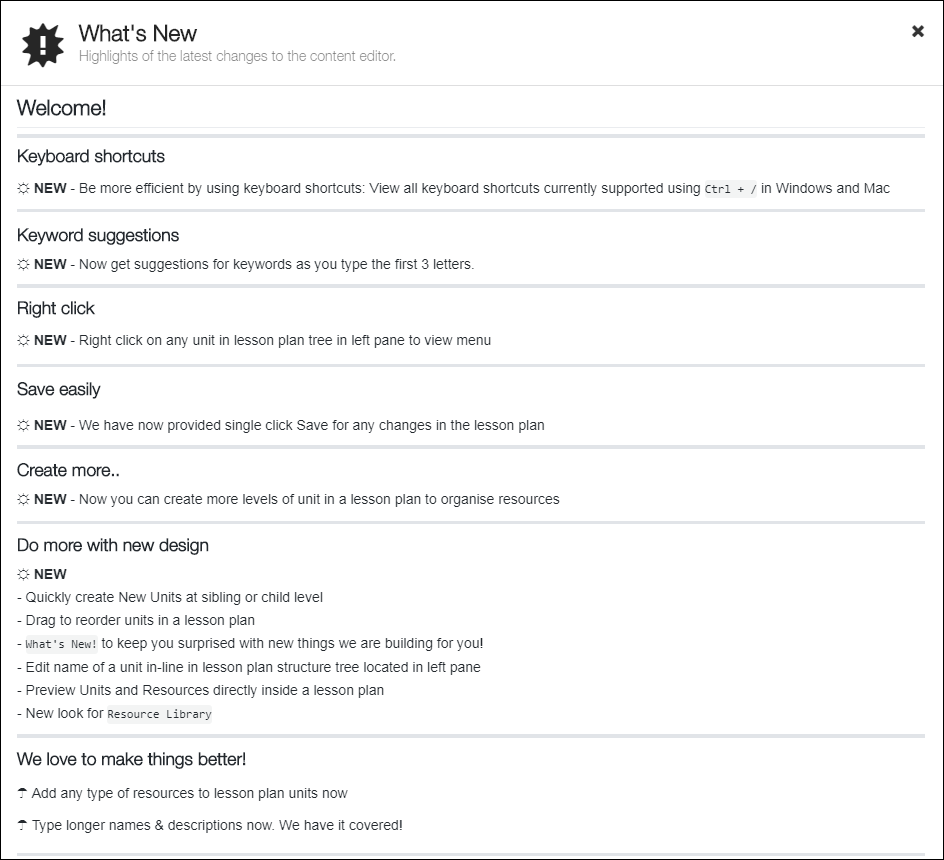 What's New
Highlights of the latest changes to the content editor.
Welcome!
Keyboard shortcuts
NEW - Be more efficient by using keyboard shortcuts: View all keyboard shortcuts currently supported using Ctrl + / in Windows and Mac
Keyword suggestions
NEW - Now get suggestions for keywords as you type the first 3 letters.
Right click
NEW - Right click on any unit in lesson plan tree in left pane to view menu
Save easily
NEW - We have now provided single click Save for any changes in the lesson plan
Create more..
NEW - Now you can create more levels of unit in a lesson plan to organise resources
Do more with new design
NEW
- Quickly create New Units at sibling or child level
- Drag to reorder units in a lesson plan
- What's New! to keep you surprised with new things we are building for you!
- Edit name of a unit in-line in lesson plan structure tree located in left pane
- Preview Units and Resources directly inside a lesson plan
- New look for Resource Library
We love to make things better!
Add any type of resources to lesson plan units now
Type longer names & descriptions now. We have it covered!